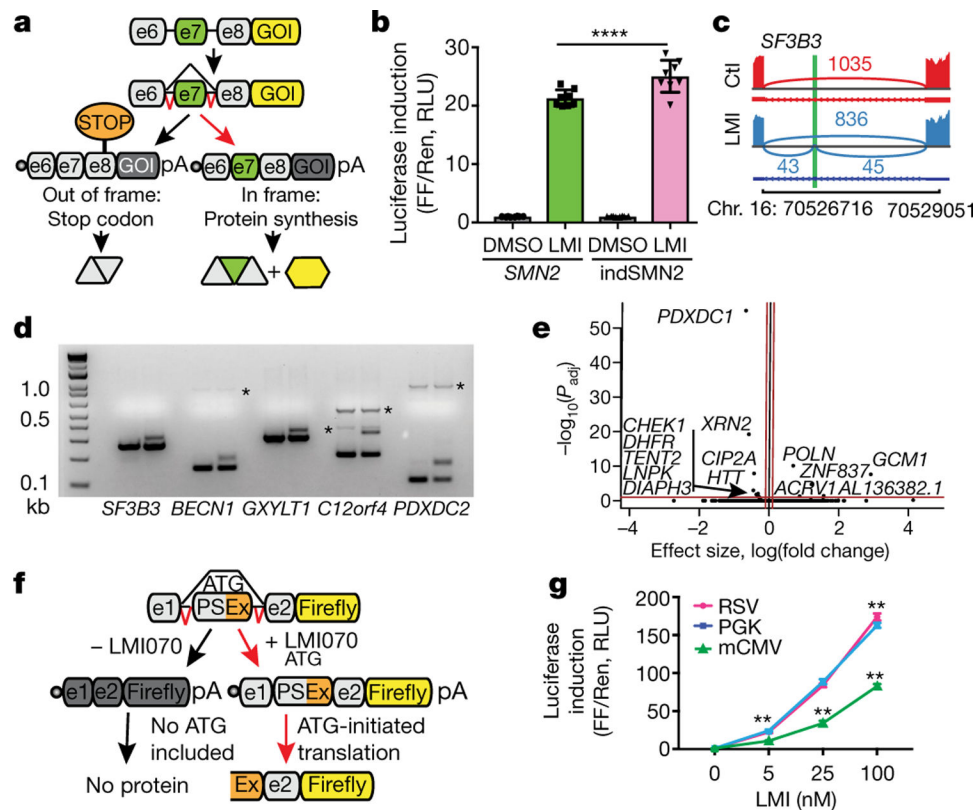 a
e6 e7 e8 GOI
e6 e7 e8 GOI
STOP
e6 e7 e8 GOI pA e6 e7 e8 GOI pA
Out of frame: In frame:
Stop codon Protein synthesis
+
b
****
Luciferase induction
(FF/Ren, RLU)
30
20
10
0
DMSO LMI DMSO LMI
SMN2 indSMN2
c
SF3B3
Ctl
1035
LMI
836
43 45
Chr. 16: 70526716 70529051
d
1.0
0.5
0.1
kb
* * * *
SF3B3 BECN1 GXYLT1 C12orf4 PDXDC2
e
–log10(Padj)
50
40
30
20
10
0
PDXDC1
CHEK1 XRN2
DHFR
TENT2 CIP2A POLN GCM1
LNPK HTT ZNF837
DIAPH3 ACRV1 AL136382.1
–4 –2 0 2 4
Effect size, log(fold change)
f
ATG
e1 PSEx e2 Firefly
– LMI070 + LMI070
ATG
e1 e2 Firefly pA e1 PSEx e2 Firefly pA
No ATG ATG-initiated
included translation
No protein Ex e2 Firefly
g
Luciferase
induction
(FF/Ren, RLU)
200
150
100
50
0
RSV
PGK
mCMV
**
**
** **
0 5 25 100
LMI (nM)